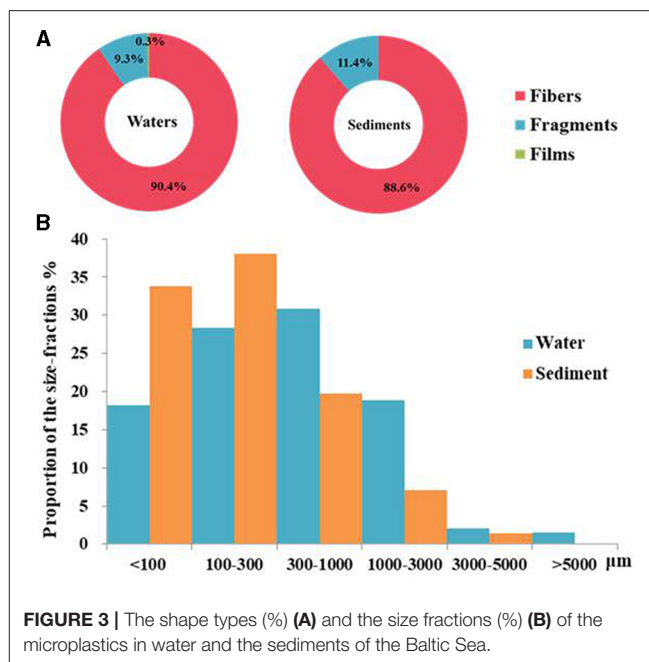 A
0.3%
9.3%
Waters
90.4%
11.4%
Sediments
88.6%
Fibers
Fragments
Films
B
Proportion of the size-fractions %
40
35
30
25
20
15
10
5
0
Water
Sediment
<100 100-300 300-1000 1000-3000 3000-5000 >5000 μm
FIGURE 3 | The shape types (%) (A) and the size fractions (%) (B) of the
microplastics in water and the sediments of the Baltic Sea.